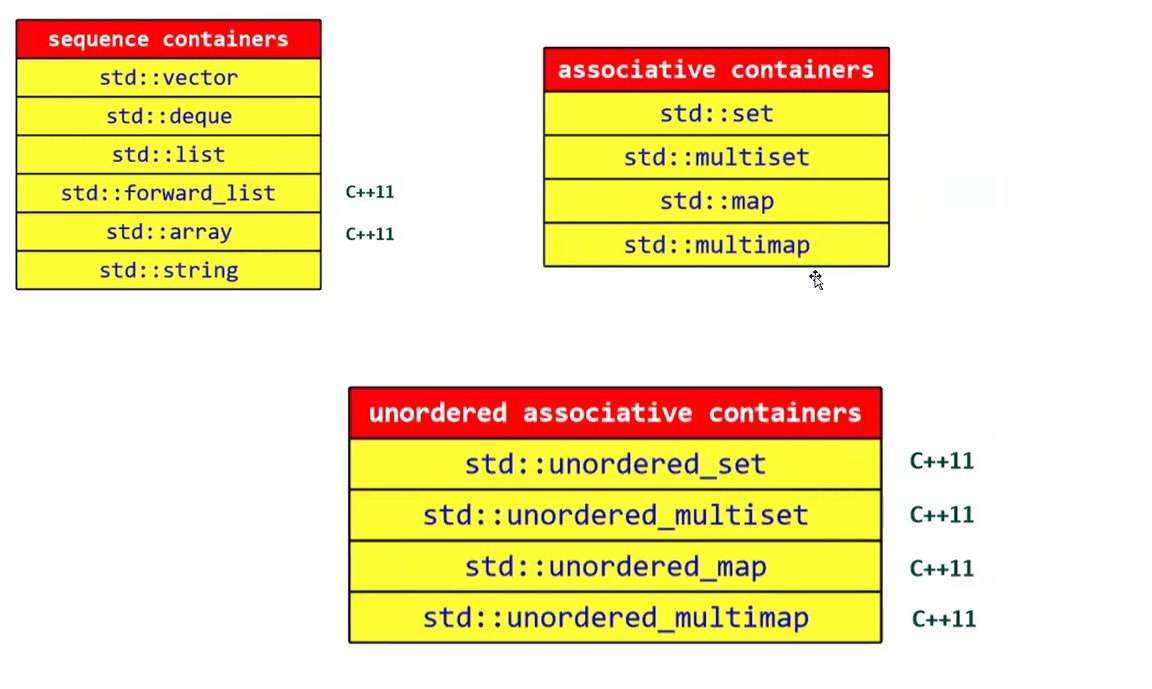 sequence containers
std::vector
std::deque
std::list
std::forward_list C++11
std::array C++11
std::string
associative containers
std::set
std::multiset
std::map
std::multimap
unordered associative containers
std::unordered_set C++11
std::unordered_multiset C++11
std::unordered_map C++11
std::unordered_multimap C++11